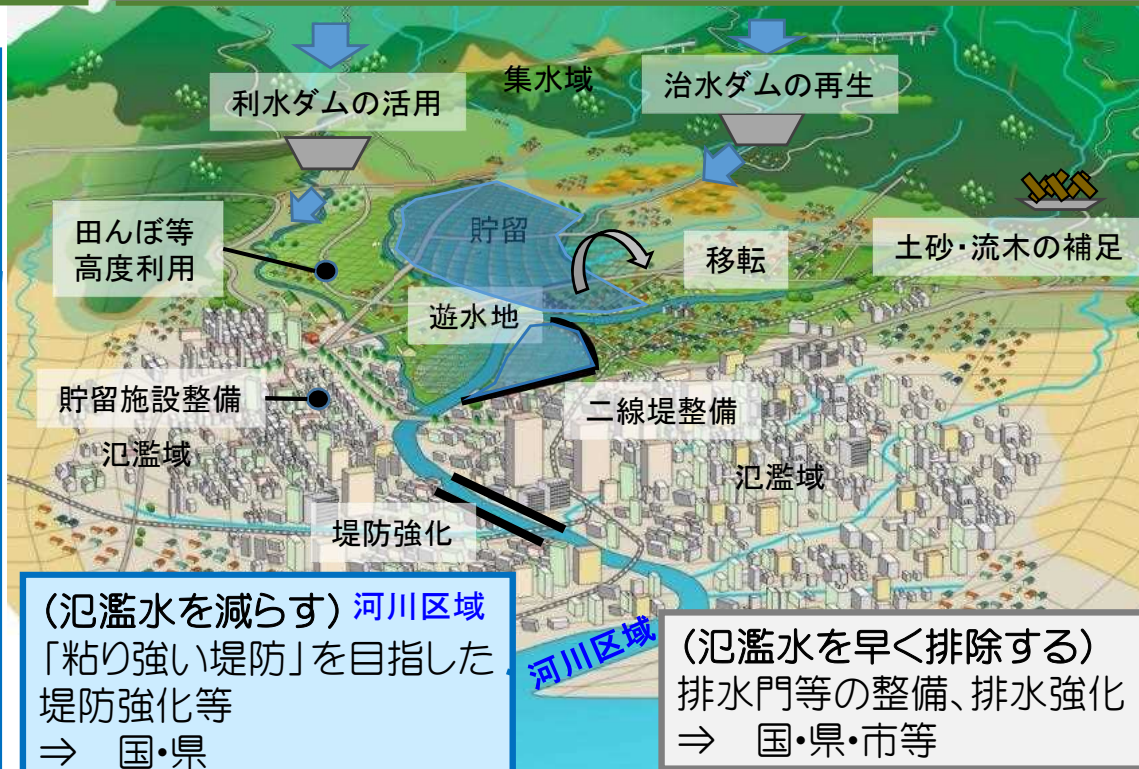 集水域
利水ダムの活用
治水ダムの再生
田んぼ等
高度利用
貯留
移転
土砂・流木の補足
遊水地
貯留施設整備
二線堤整備
氾濫域
氾濫域
堤防強化
(氾濫水を減らす) 河川区域
「粘り強い堤防」を目指した
堤防強化等
⇒ 国・県
河川区域
(氾濫水を早く排除する)
排水門等の整備、排水強化
⇒ 国・県・市等